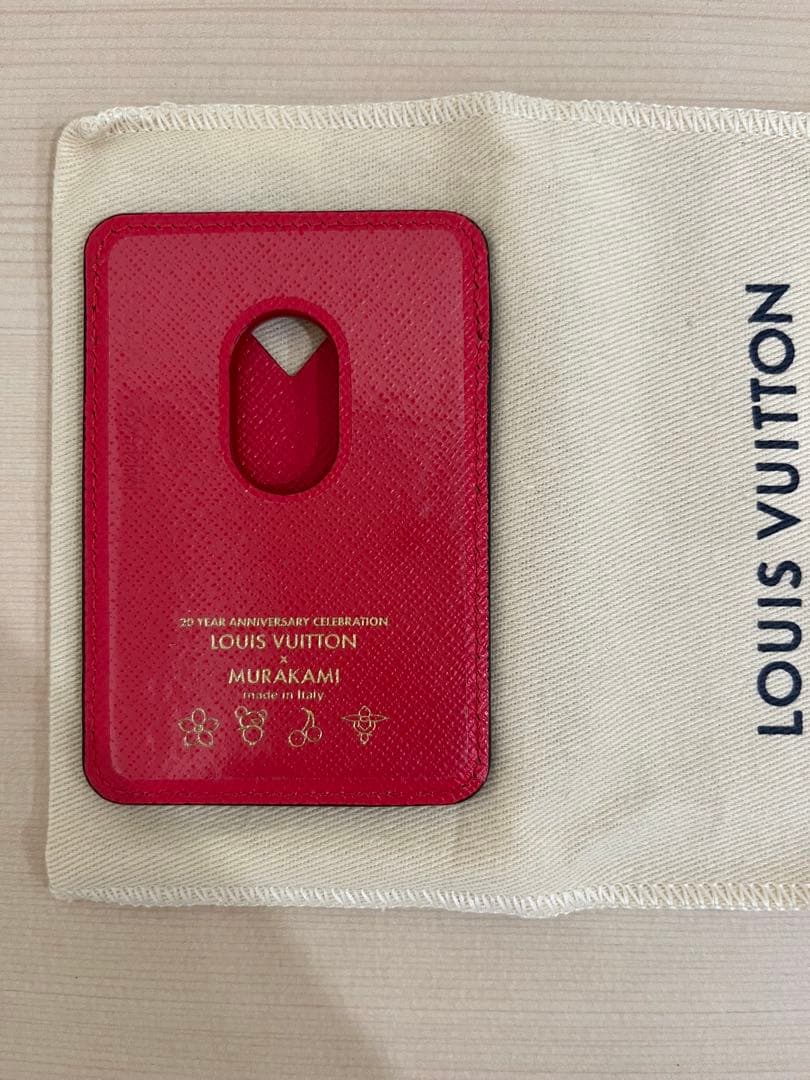 20 YEAR ANNIVERSARY CELEBRATION
LOUIS VUITTON
x
MURAKAMI
made in Italy
LOUIS VUITTON